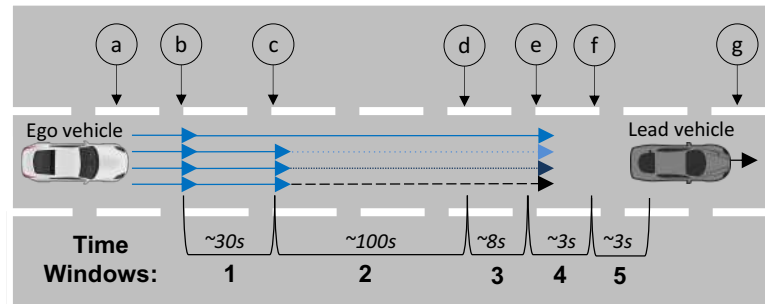 a b c d e f g
Ego vehicle Lead vehicle
Time ~30s ~100s ~8s ~3s ~3s
Windows: 1 2 3 4 5